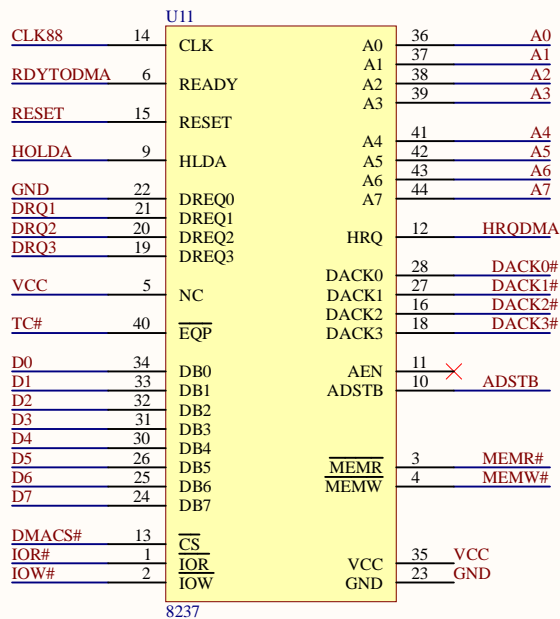 U11
CLK88 14 CLK A0 36 A0
A1 37 A1
RDYTODMA 6 READY A2 38 A2
A3 39 A3
RESET 15 RESET
A4 41 A4
HOLDA 9 HLDA A5 42 A5
A6 43 A6
GND 22 DREQ0 A7 44 A7
DRQ1 21 DREQ1
DRQ2 20 DREQ2 HRQ 12 HRQDMA
DRQ3 19 DREQ3
DACK0 28 DACK0#
VCC 5 NC DACK1 27 DACK1#
DACK2 16 DACK2#
TC# 40 EQP DACK3 18 DACK3#
D0 34 DB0 AEN 11
D1 33 DB1 ADSTB 10 ADSTB
D2 32 DB2
D3 31 DB3
D4 30 DB4
D5 26 DB5 MEMR 3 MEMR#
D6 25 DB6 MEMW 4 MEMW#
D7 24 DB7
DMACS# 13 CS
IOR# 1 IOR VCC 35 VCC
IOW# 2 IOW GND 23 GND
8237